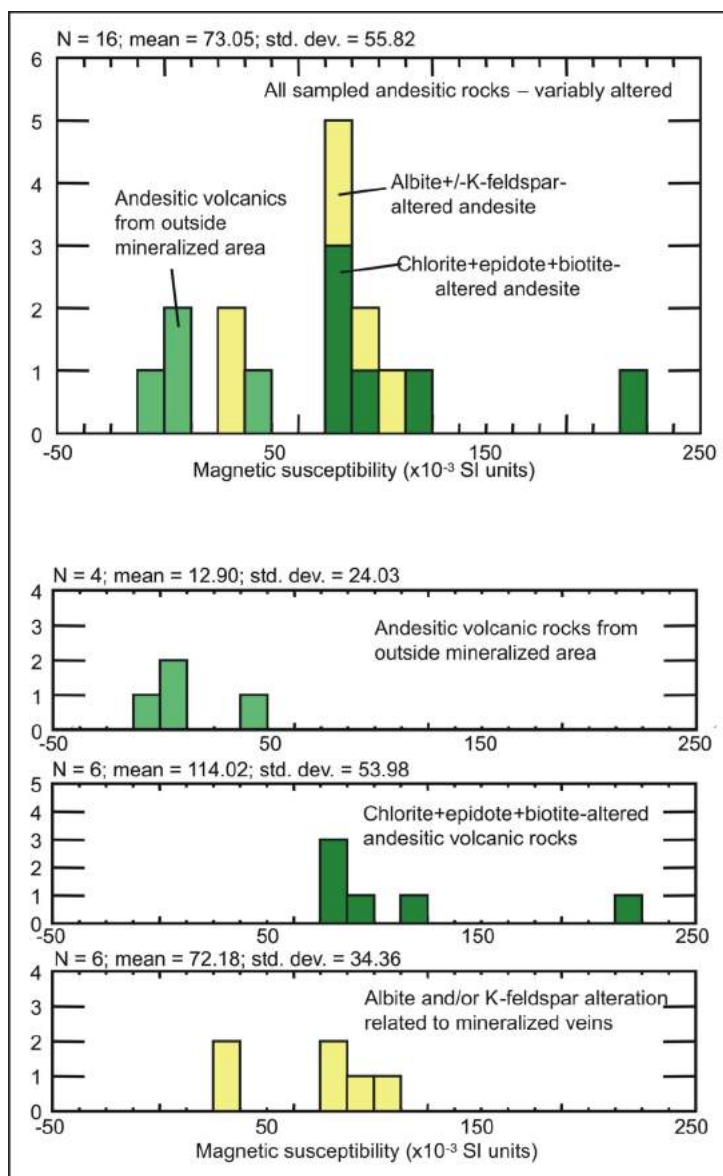 N = 16; mean = 73.05; std. dev. = 55.82
6
All sampled andesitic rocks – variably altered
5
Albite+/-K-feldspar-
altered andesite
Andesitic volcanics
from outside
mineralized area
4
Chlorite+epidote+biotite-
altered andesite
3
2
1
0
-50 50 150 250
Magnetic susceptibility (x10⁻³ SI units)
N = 4; mean = 12.90; std. dev. = 24.03
4
Andesitic volcanic rocks from
outside mineralized area
3
2
1
0
-50 50 150 250
N = 6; mean = 114.02; std. dev. = 53.98
5
Chlorite+epidote+biotite-altered
andesitic volcanic rocks
4
3
2
1
0
-50 50 150 250
N = 6; mean = 72.18; std. dev. = 34.36
4
Albite and/or K-feldspar alteration
related to mineralized veins
3
2
1
0
-50 50 150 250
Magnetic susceptibility (x10⁻³ SI units)